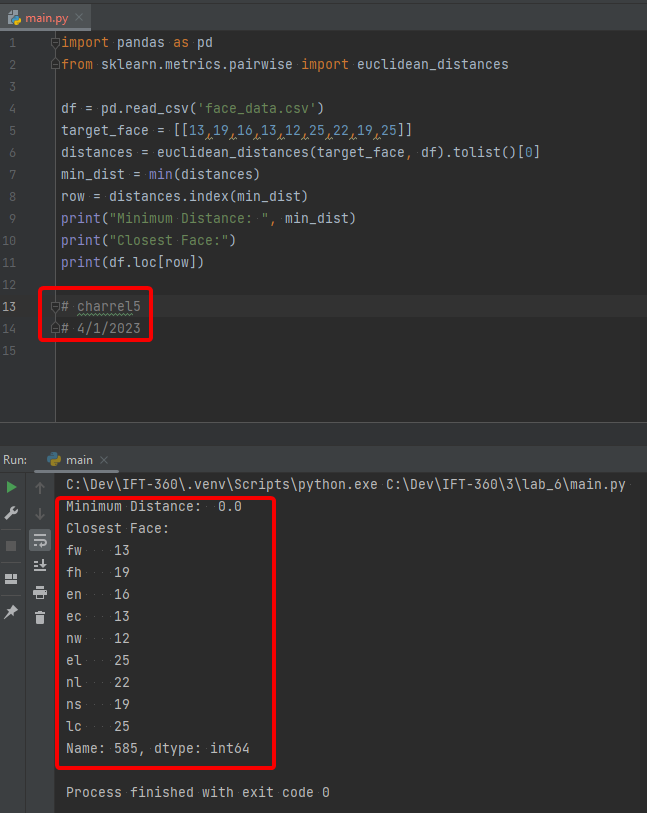 main.py
1 import pandas as pd
2 from sklearn.metrics.pairwise import euclidean_distances
3
4 df = pd.read_csv('face_data.csv')
5 target_face = [[13,19,16,13,12,25,22,19,25]]
6 distances = euclidean_distances(target_face, df).tolist()[0]
7 min_dist = min(distances)
8 row = distances.index(min_dist)
9 print("Minimum Distance: ", min_dist)
10 print("Closest Face:")
11 print(df.loc[row])
12
13 # charrel5
14 # 4/1/2023
15
Run: main
C:\Dev\IFT-360\.venv\Scripts\python.exe C:\Dev\IFT-360\3\lab_6\main.py
Minimum Distance:  0.0
Closest Face:
fw    13
fh    19
en    16
ec    13
nw    12
el    25
nl    22
ns    19
lc    25
Name: 585, dtype: int64
Process finished with exit code 0